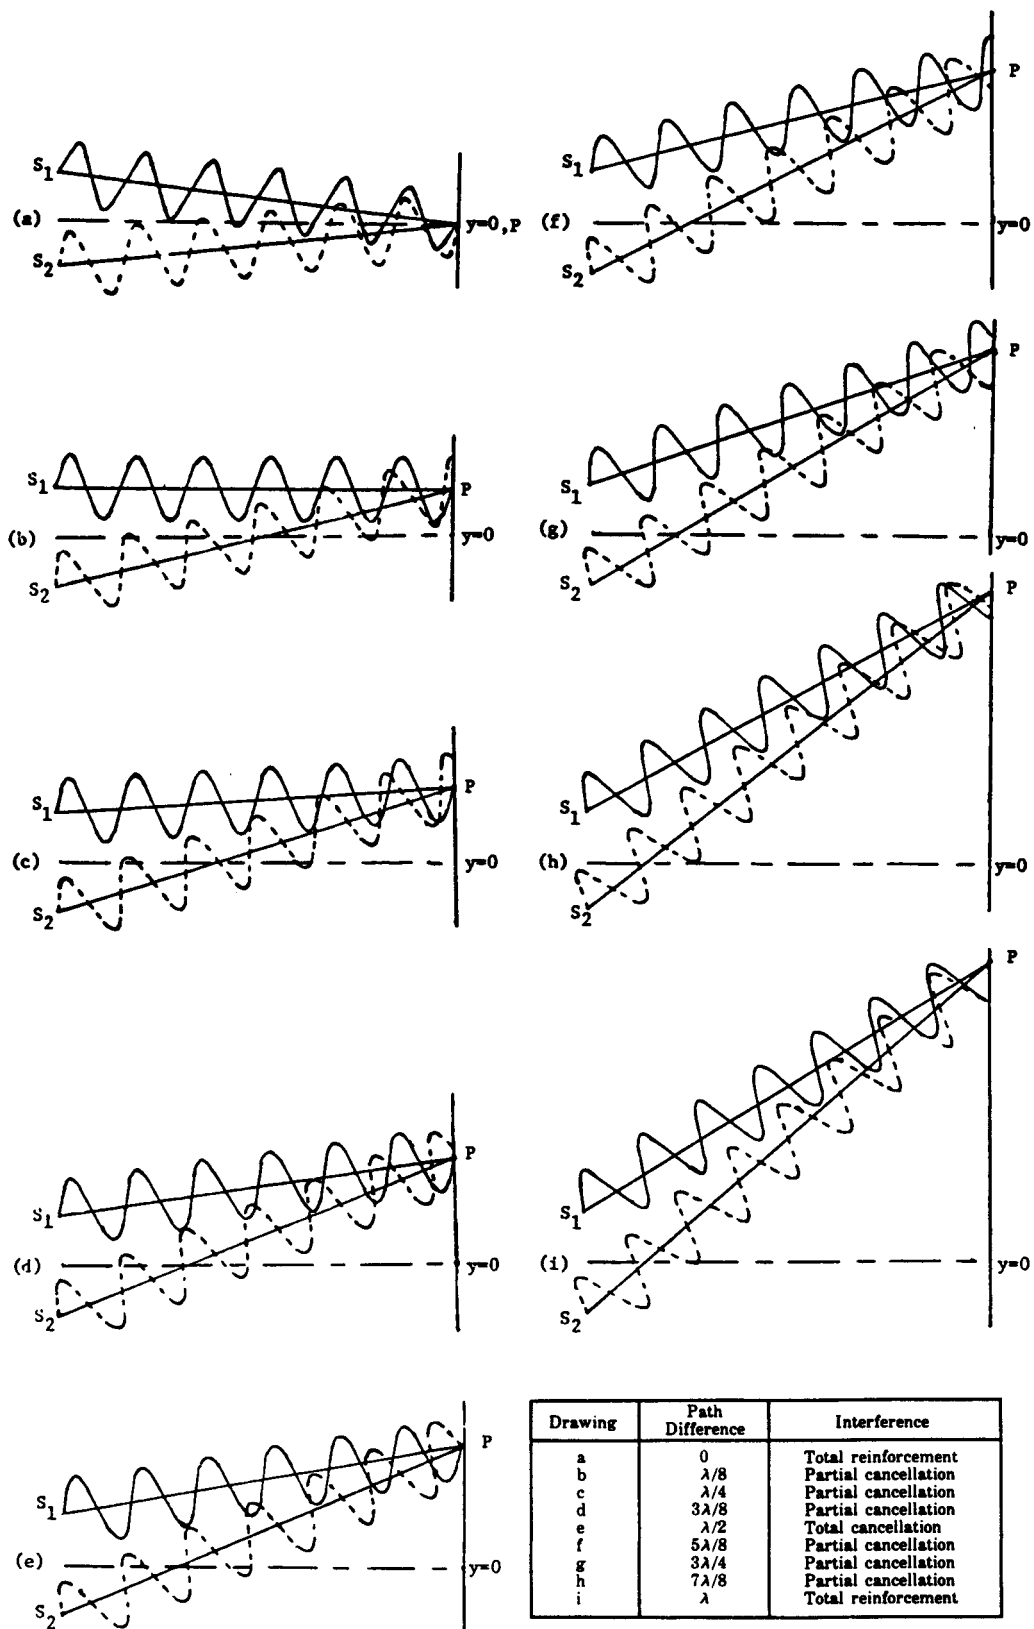 S1
(a)
S2
y=0,P
S1
P
(b)
y=0
S2
S1
P
(c)
y=0
S2
P
S1
(d)
y=0
S2
P
S1
(e)
y=0
S2
P
S1
(f)
y=0
S2
P
S1
(g)
y=0
S2
P
S1
(h)
y=0
S2
P
S1
(i)
y=0
S2
Drawing Path Difference Interference
a 0 Total reinforcement
b λ/8 Partial cancellation
c λ/4 Partial cancellation
d 3λ/8 Partial cancellation
e λ/2 Total cancellation
f 5λ/8 Partial cancellation
g 3λ/4 Partial cancellation
h 7λ/8 Partial cancellation
i λ Total reinforcement